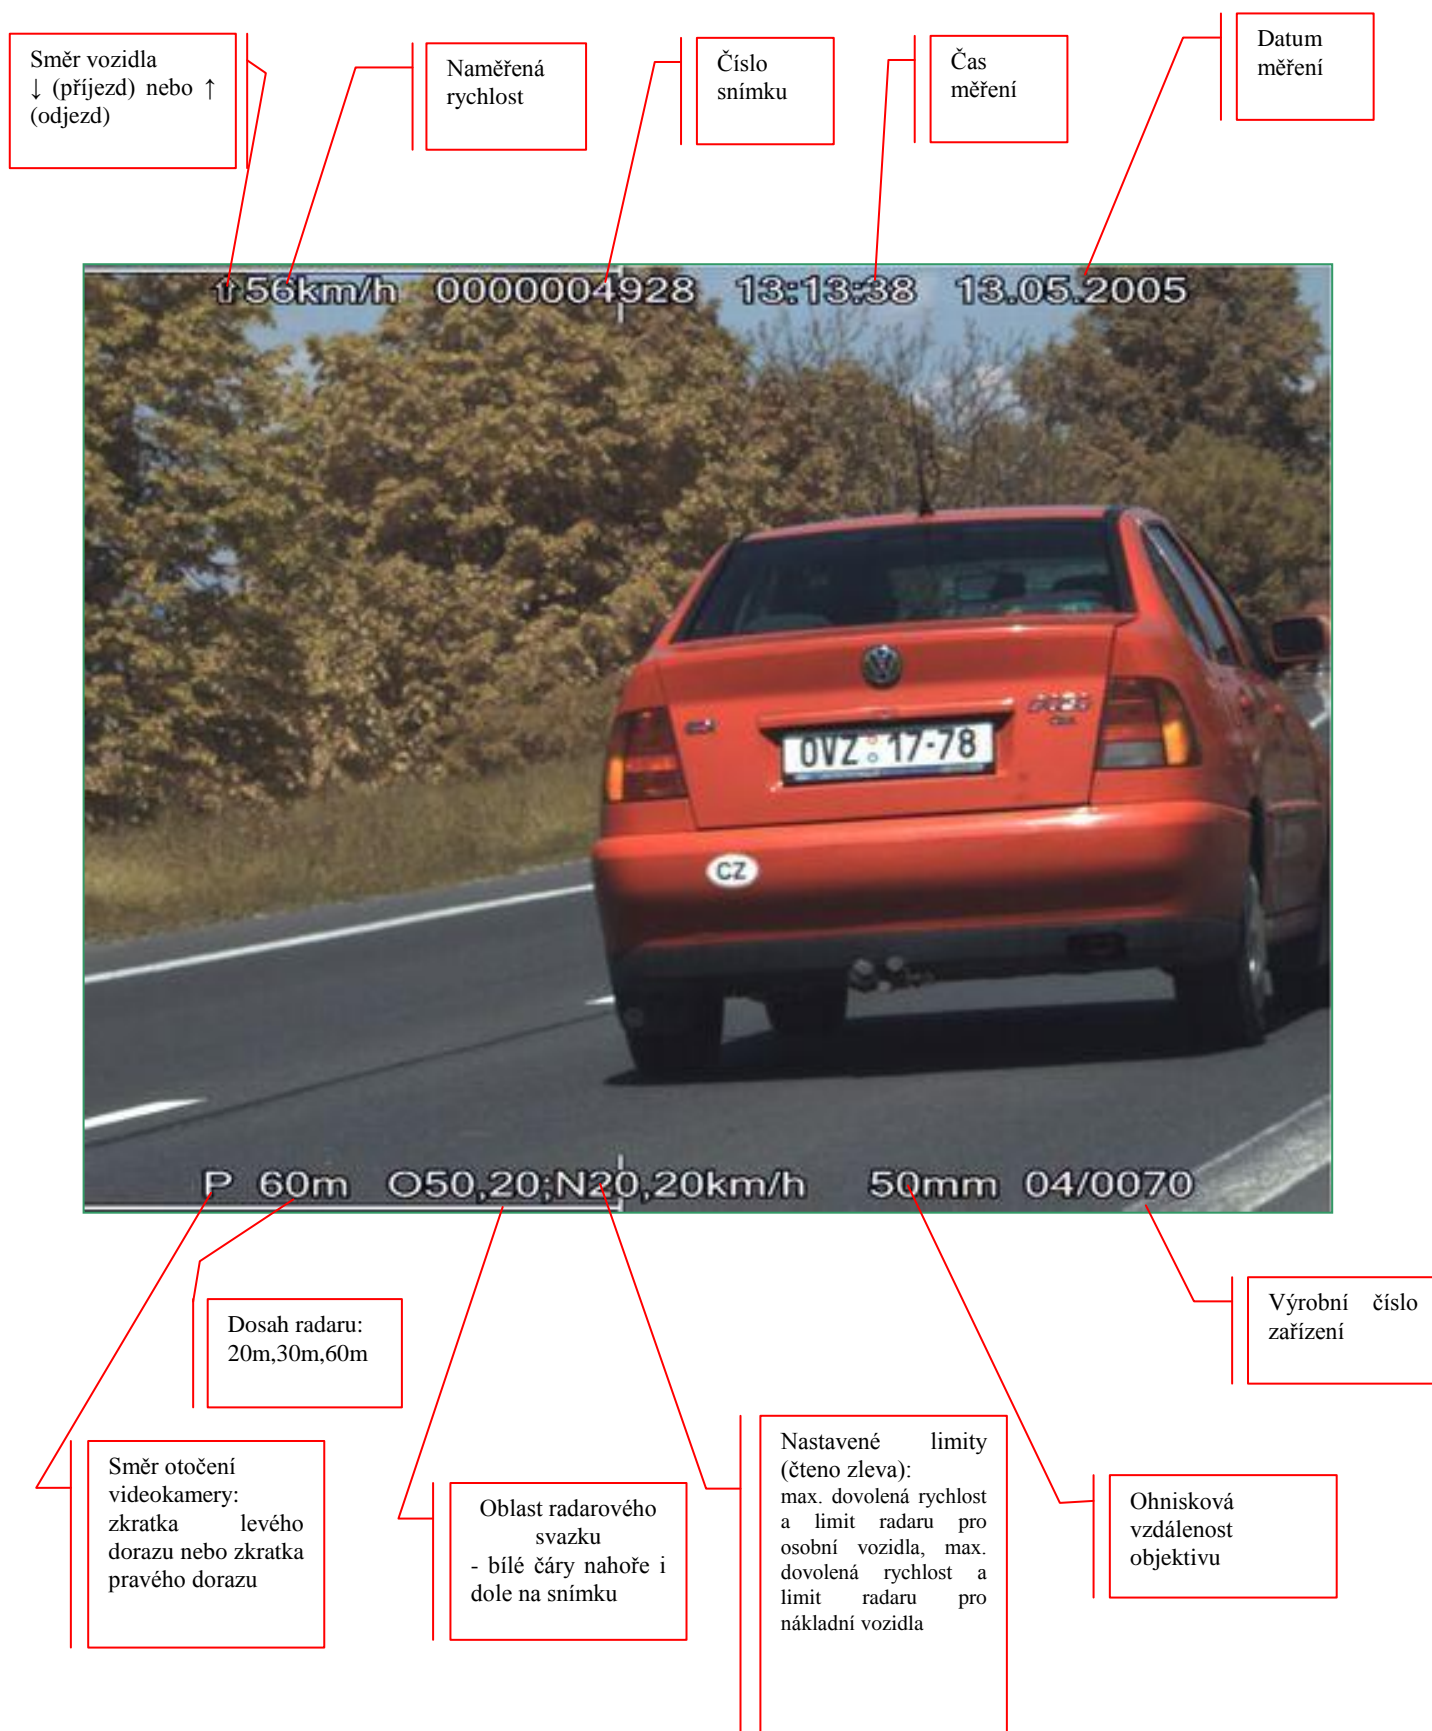 Směr vozidla
↓ (příjezd) nebo ↑
(odjezd)
Naměřená
rychlost
Číslo
snímku
Čas
měření
Datum
měření
⇑56km/h 0000004928 13:13:38 13.05.2005
OVZ 17-78
CZ
P 60m O50,20;N20,20km/h 50mm 04/0070
Dosah radaru:
20m,30m,60m
Výrobní číslo
zařízení
Směr otočení
videokamery:
zkratka levého
dorazu nebo zkratka
pravého dorazu
Oblast radarového
svazku
- bílé čáry nahoře i
dole na snímku
Nastavené limity
(čteno zleva):
max. dovolená rychlost
a limit radaru pro
osobní vozidla, max.
dovolená rychlost a
limit radaru pro
nákladní vozidla
Ohnisková
vzdálenost
objektivu